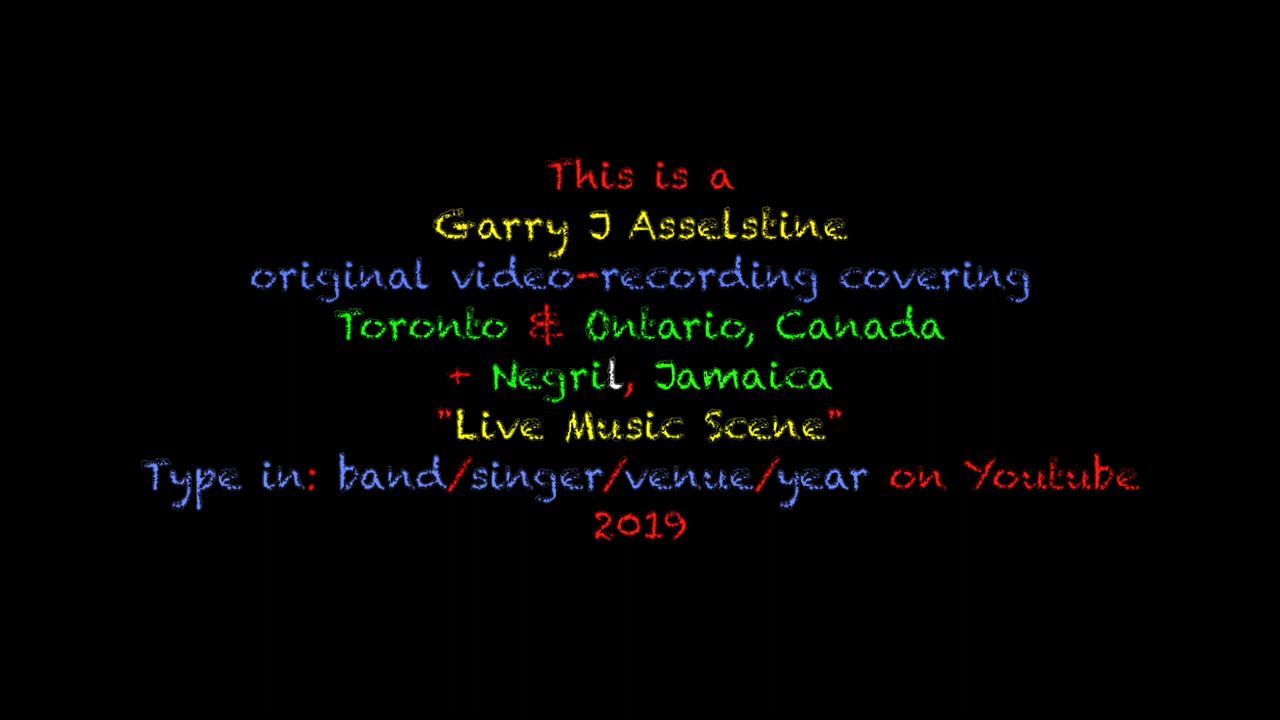 This is a
Garry J Asselstine
original video-recording covering
Toronto & Ontario, Canada
+ Negril, Jamaica
"Live Music Scene"
Type in: band/singer/venue/year on Youtube
2019